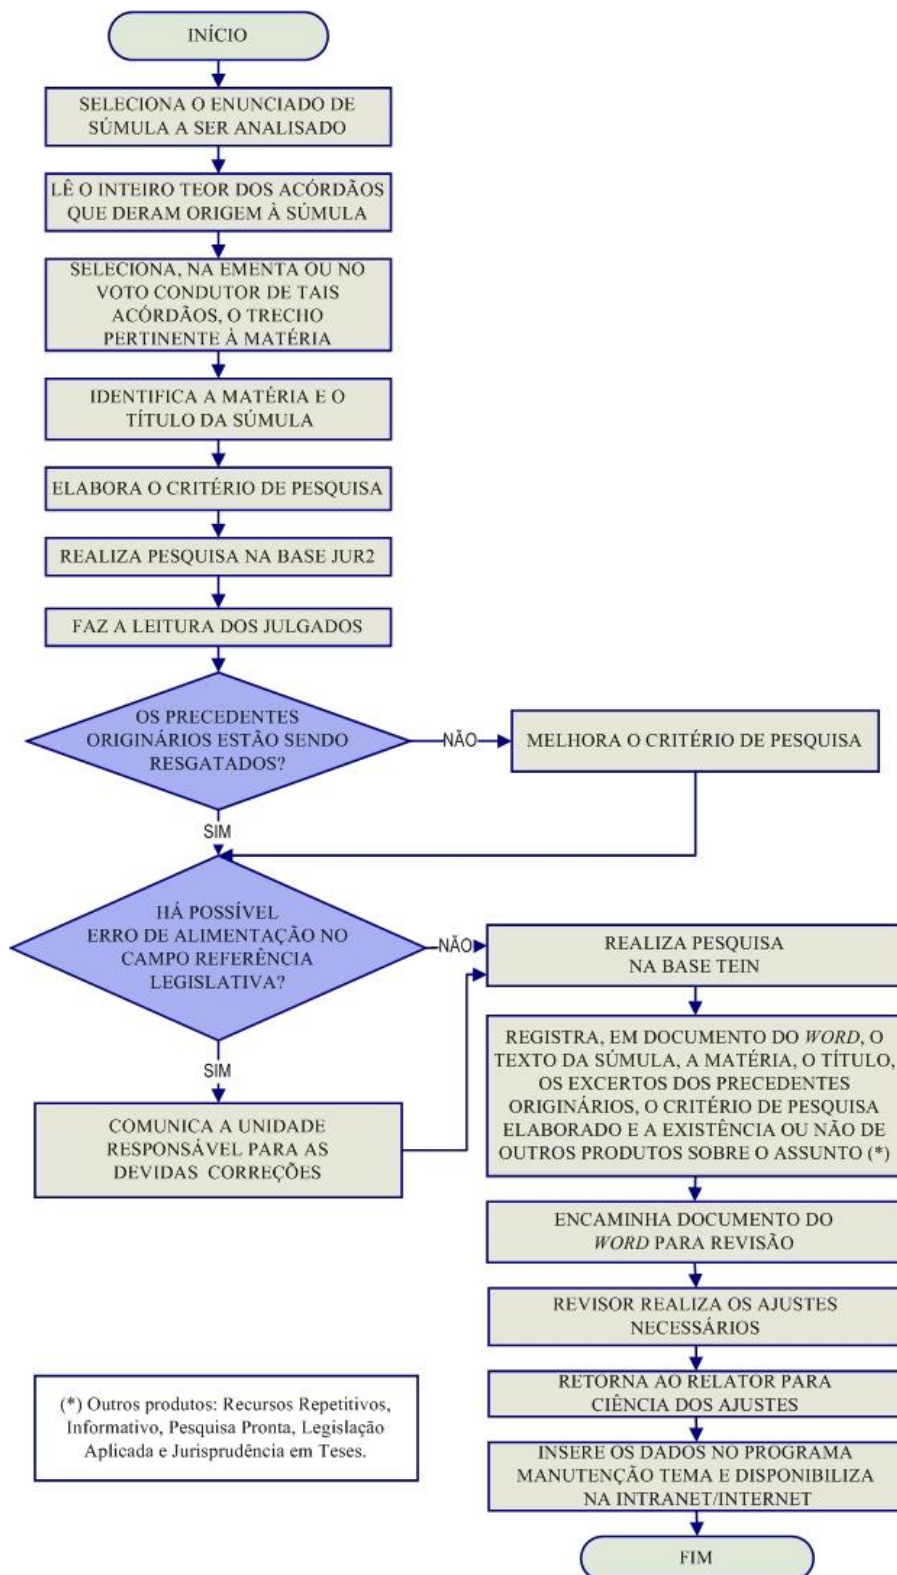 INÍCIO
SELECIONA O ENUNCIADO DE
SÚMULA A SER ANALISADO
LÊ O INTEIRO TEOR DOS ACÓRDÃOS
QUE DERAM ORIGEM À SÚMULA
SELECIONA, NA EMENTA OU NO
VOTO CONDUTOR DE TAIS
ACÓRDÃOS, O TRECHO
PERTINENTE À MATÉRIA
IDENTIFICA A MATÉRIA E O
TÍTULO DA SÚMULA
ELABORA O CRITÉRIO DE PESQUISA
REALIZA PESQUISA NA BASE JUR2
FAZ A LEITURA DOS JULGADOS
OS PRECEDENTES
ORIGINÁRIOS ESTÃO SENDO
RESGATADOS?
NÃO
MELHORA O CRITÉRIO DE PESQUISA
SIM
HÁ POSSÍVEL
ERRO DE ALIMENTAÇÃO NO
CAMPO REFERÊNCIA
LEGISLATIVA?
NÃO
REALIZA PESQUISA
NA BASE TEIN
SIM
COMUNICA A UNIDADE
RESPONSÁVEL PARA AS
DEVIDAS CORREÇÕES
REGISTRA, EM DOCUMENTO DO WORD, O
TEXTO DA SÚMULA, A MATÉRIA, O TÍTULO,
OS EXCERTOS DOS PRECEDENTES
ORIGINÁRIOS, O CRITÉRIO DE PESQUISA
ELABORADO E A EXISTÊNCIA OU NÃO DE
OUTROS PRODUTOS SOBRE O ASSUNTO (*)
ENCAMINHA DOCUMENTO DO
WORD PARA REVISÃO
REVISOR REALIZA OS AJUSTES
NECESSÁRIOS
RETORNA AO RELATOR PARA
CIÊNCIA DOS AJUSTES
INSERE OS DADOS NO PROGRAMA
MANUTENÇÃO TEMA E DISPONIBILIZA
NA INTRANET/INTERNET
FIM
(*) Outros produtos: Recursos Repetitivos,
Informativo, Pesquisa Pronta, Legislação
Aplicada e Jurisprudência em Teses.